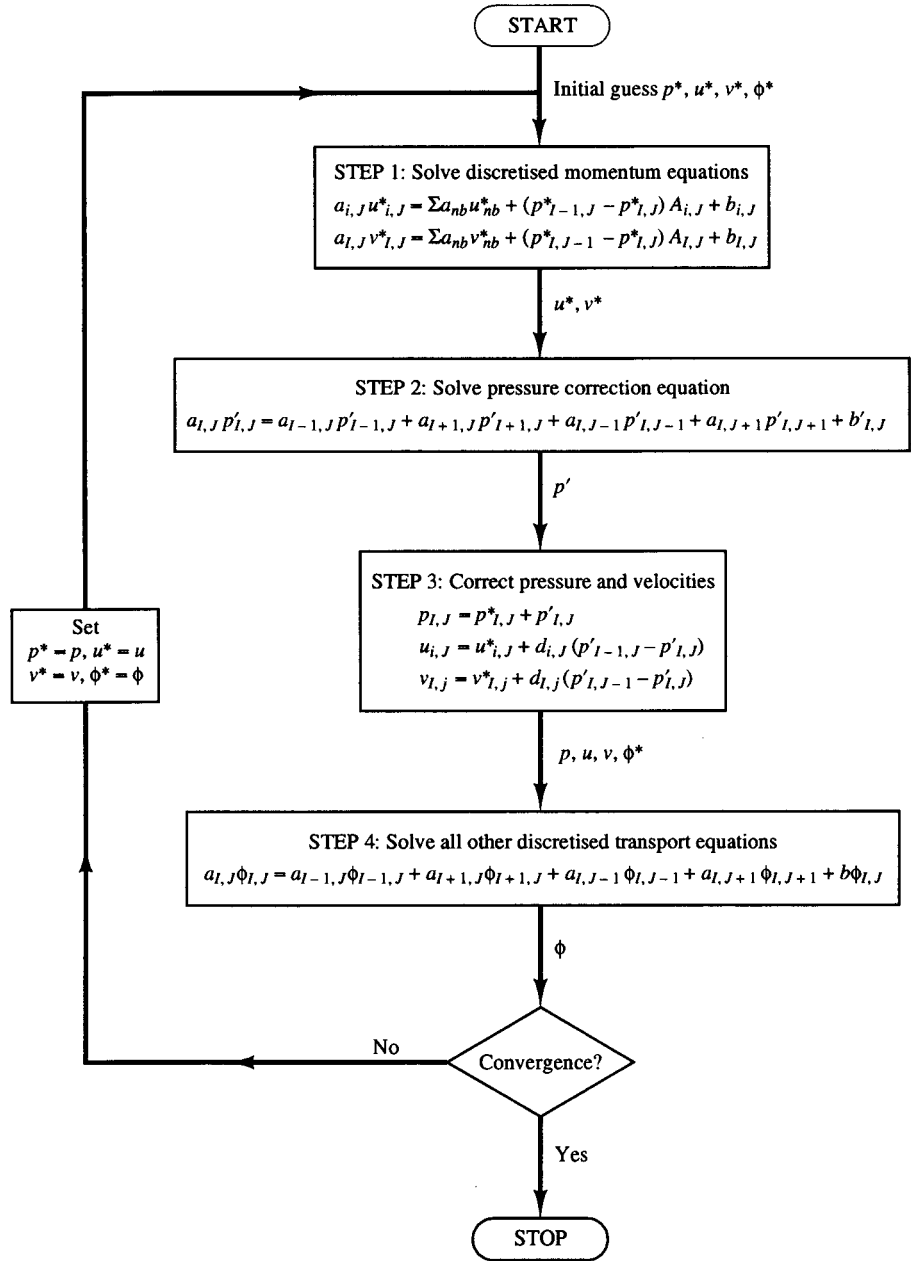 START
Initial guess p*, u*, v*, ϕ*
STEP 1: Solve discretised momentum equations
a_{i,J} u*_{i,J} = Σa_{nb}u*_{nb} + (p*_{I-1,J} - p*_{I,J}) A_{i,J} + b_{i,J}
a_{I,J} v*_{I,J} = Σa_{nb}v*_{nb} + (p*_{I,J-1} - p*_{I,J}) A_{I,J} + b_{I,J}
u*, v*
STEP 2: Solve pressure correction equation
a_{I,J} p'_{I,J} = a_{I-1,J} p'_{I-1,J} + a_{I+1,J} p'_{I+1,J} + a_{I,J-1} p'_{I,J-1} + a_{I,J+1} p'_{I,J+1} + b'_{I,J}
p'
STEP 3: Correct pressure and velocities
p_{I,J} = p*_{I,J} + p'_{I,J}
u_{i,J} = u*_{i,J} + d_{i,J} (p'_{I-1,J} - p'_{I,J})
v_{I,j} = v*_{I,j} + d_{I,j} (p'_{I,J-1} - p'_{I,J})
Set
p* = p, u* = u
v* = v, ϕ* = ϕ
p, u, v, ϕ*
STEP 4: Solve all other discretised transport equations
a_{I,J}ϕ_{I,J} = a_{I-1,J}ϕ_{I-1,J} + a_{I+1,J}ϕ_{I+1,J} + a_{I,J-1} ϕ_{I,J-1} + a_{I,J+1} ϕ_{I,J+1} + bϕ_{I,J}
ϕ
No
Convergence?
Yes
STOP